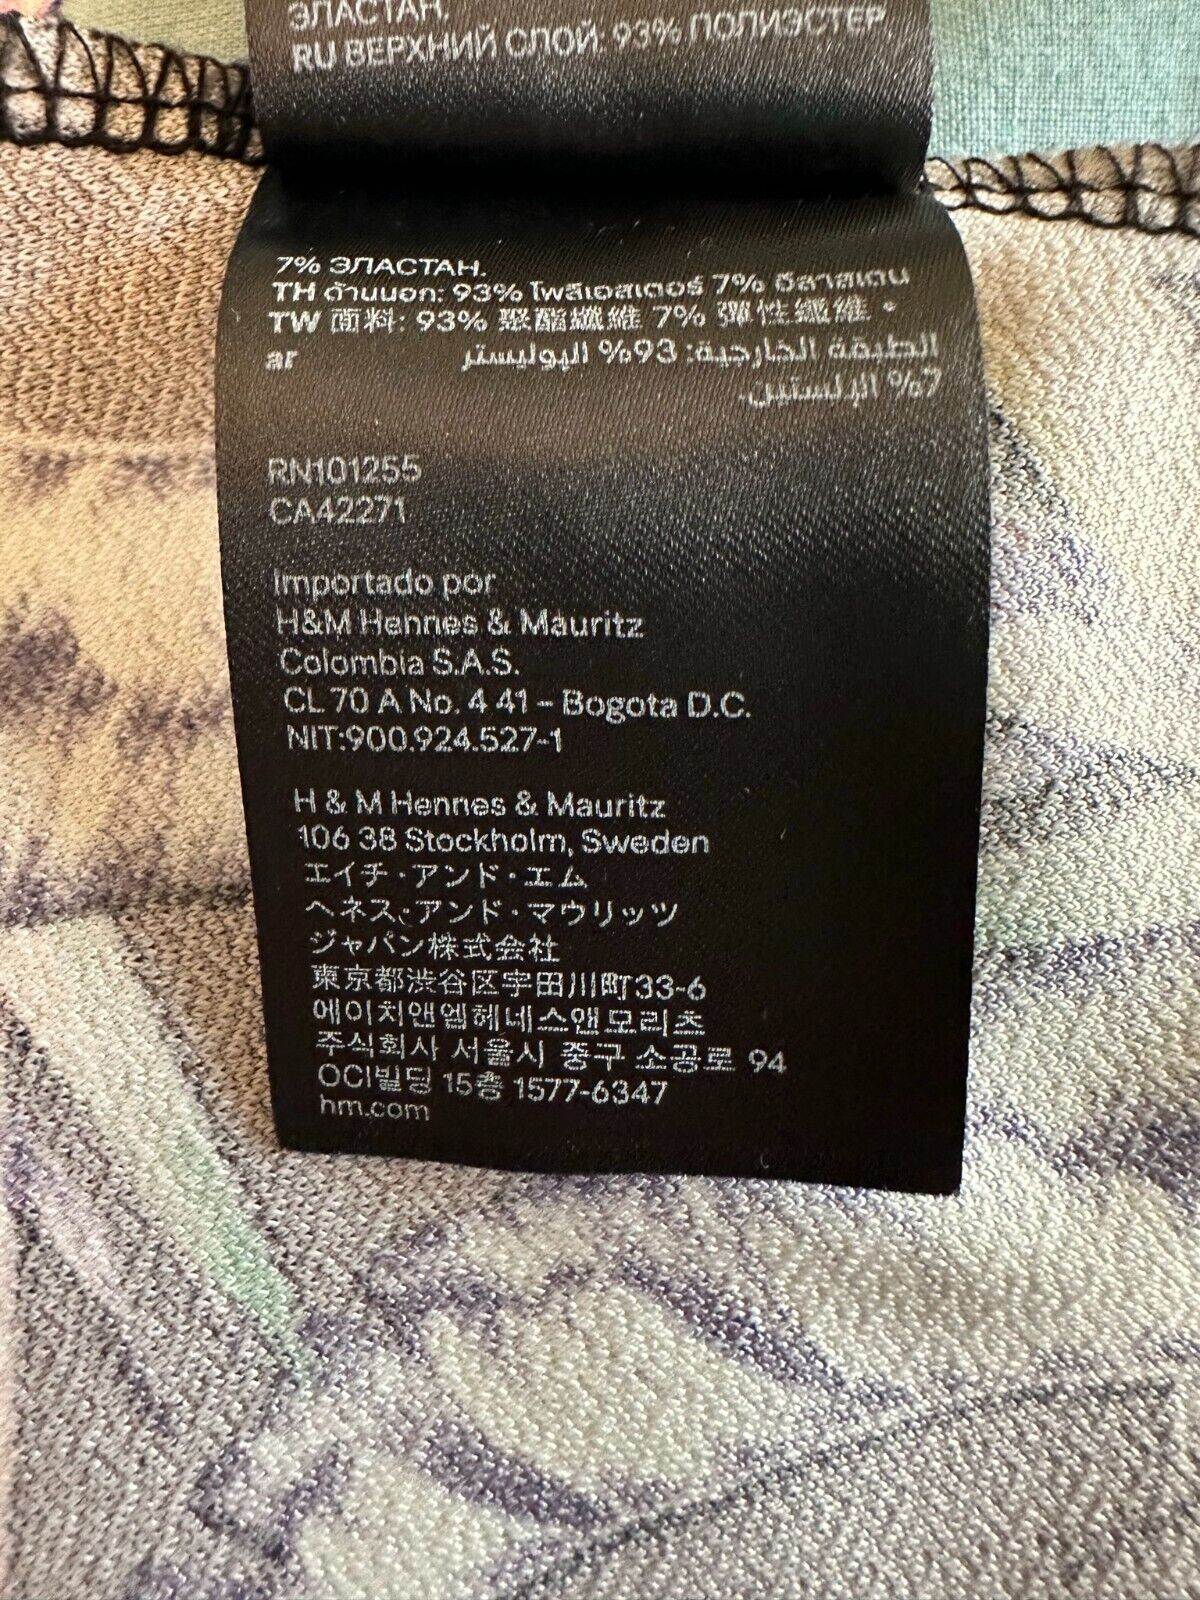 ЭЛАСТАН.
RU ВЕРХНИЙ СЛОЙ: 93% ПОЛИЭСТЕР
7% ЭЛАСТАН.
TH ด้านนอก: 93% โพลีเอสเตอร์ 7% อีลาสเตน
TW 面料: 93% 聚酯纖維 7% 彈性纖維。
ar الطبقة الخارجية: 93% البوليستر
7% الإلستين.
RN101255
CA42271
Importado por
H&M Hennes & Mauritz
Colombia S.A.S.
CL 70 A No. 4 41 - Bogota D.C.
NIT:900.924.527-1
H & M Hennes & Mauritz
106 38 Stockholm, Sweden
エイチ・アンド・エム
ヘネス・アンド・マウリッツ
ジャパン株式会社
東京都渋谷区宇田川町33-6
에이치앤엠헤네스앤모리츠
주식회사 서울시 중구 소공로 94
OCI빌딩 15층 1577-6347
hm.com